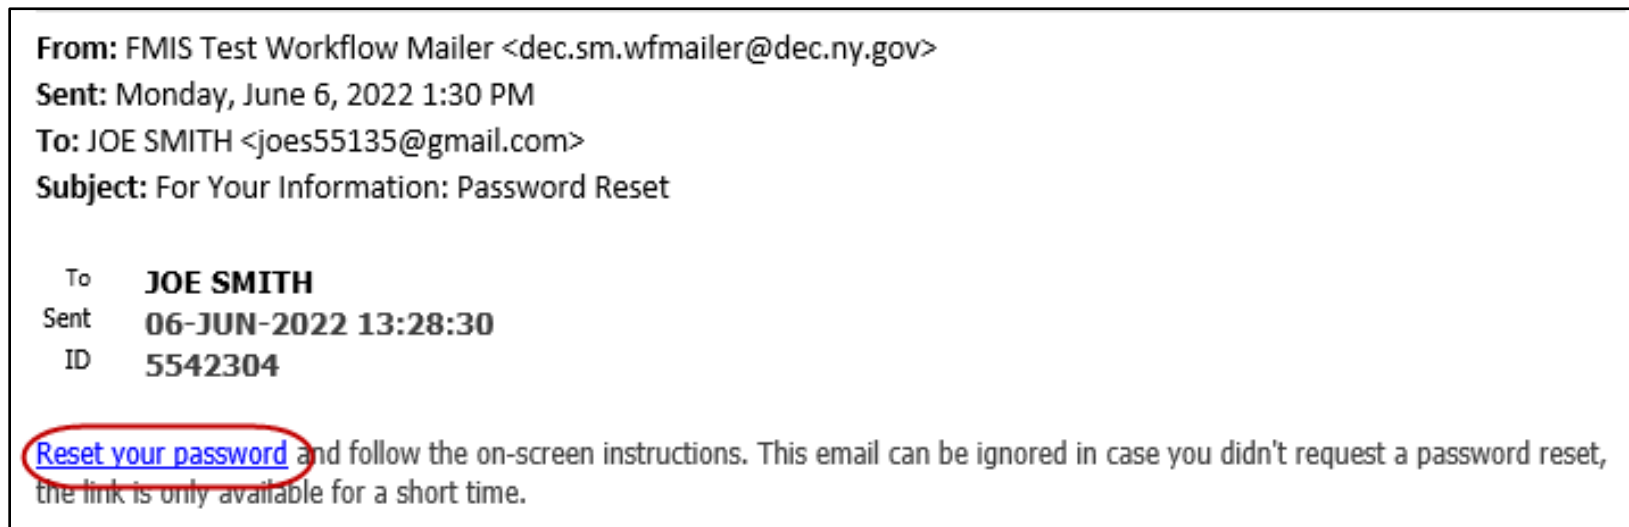 From: FMIS Test Workflow Mailer <dec.sm.wfmailer@dec.ny.gov>
Sent: Monday, June 6, 2022 1:30 PM
To: JOE SMITH <joes55135@gmail.com>
Subject: For Your Information: Password Reset
To JOE SMITH
Sent 06-JUN-2022 13:28:30
ID 5542304
Reset your password and follow the on-screen instructions. This email can be ignored in case you didn't request a password reset,
the link is only available for a short time.